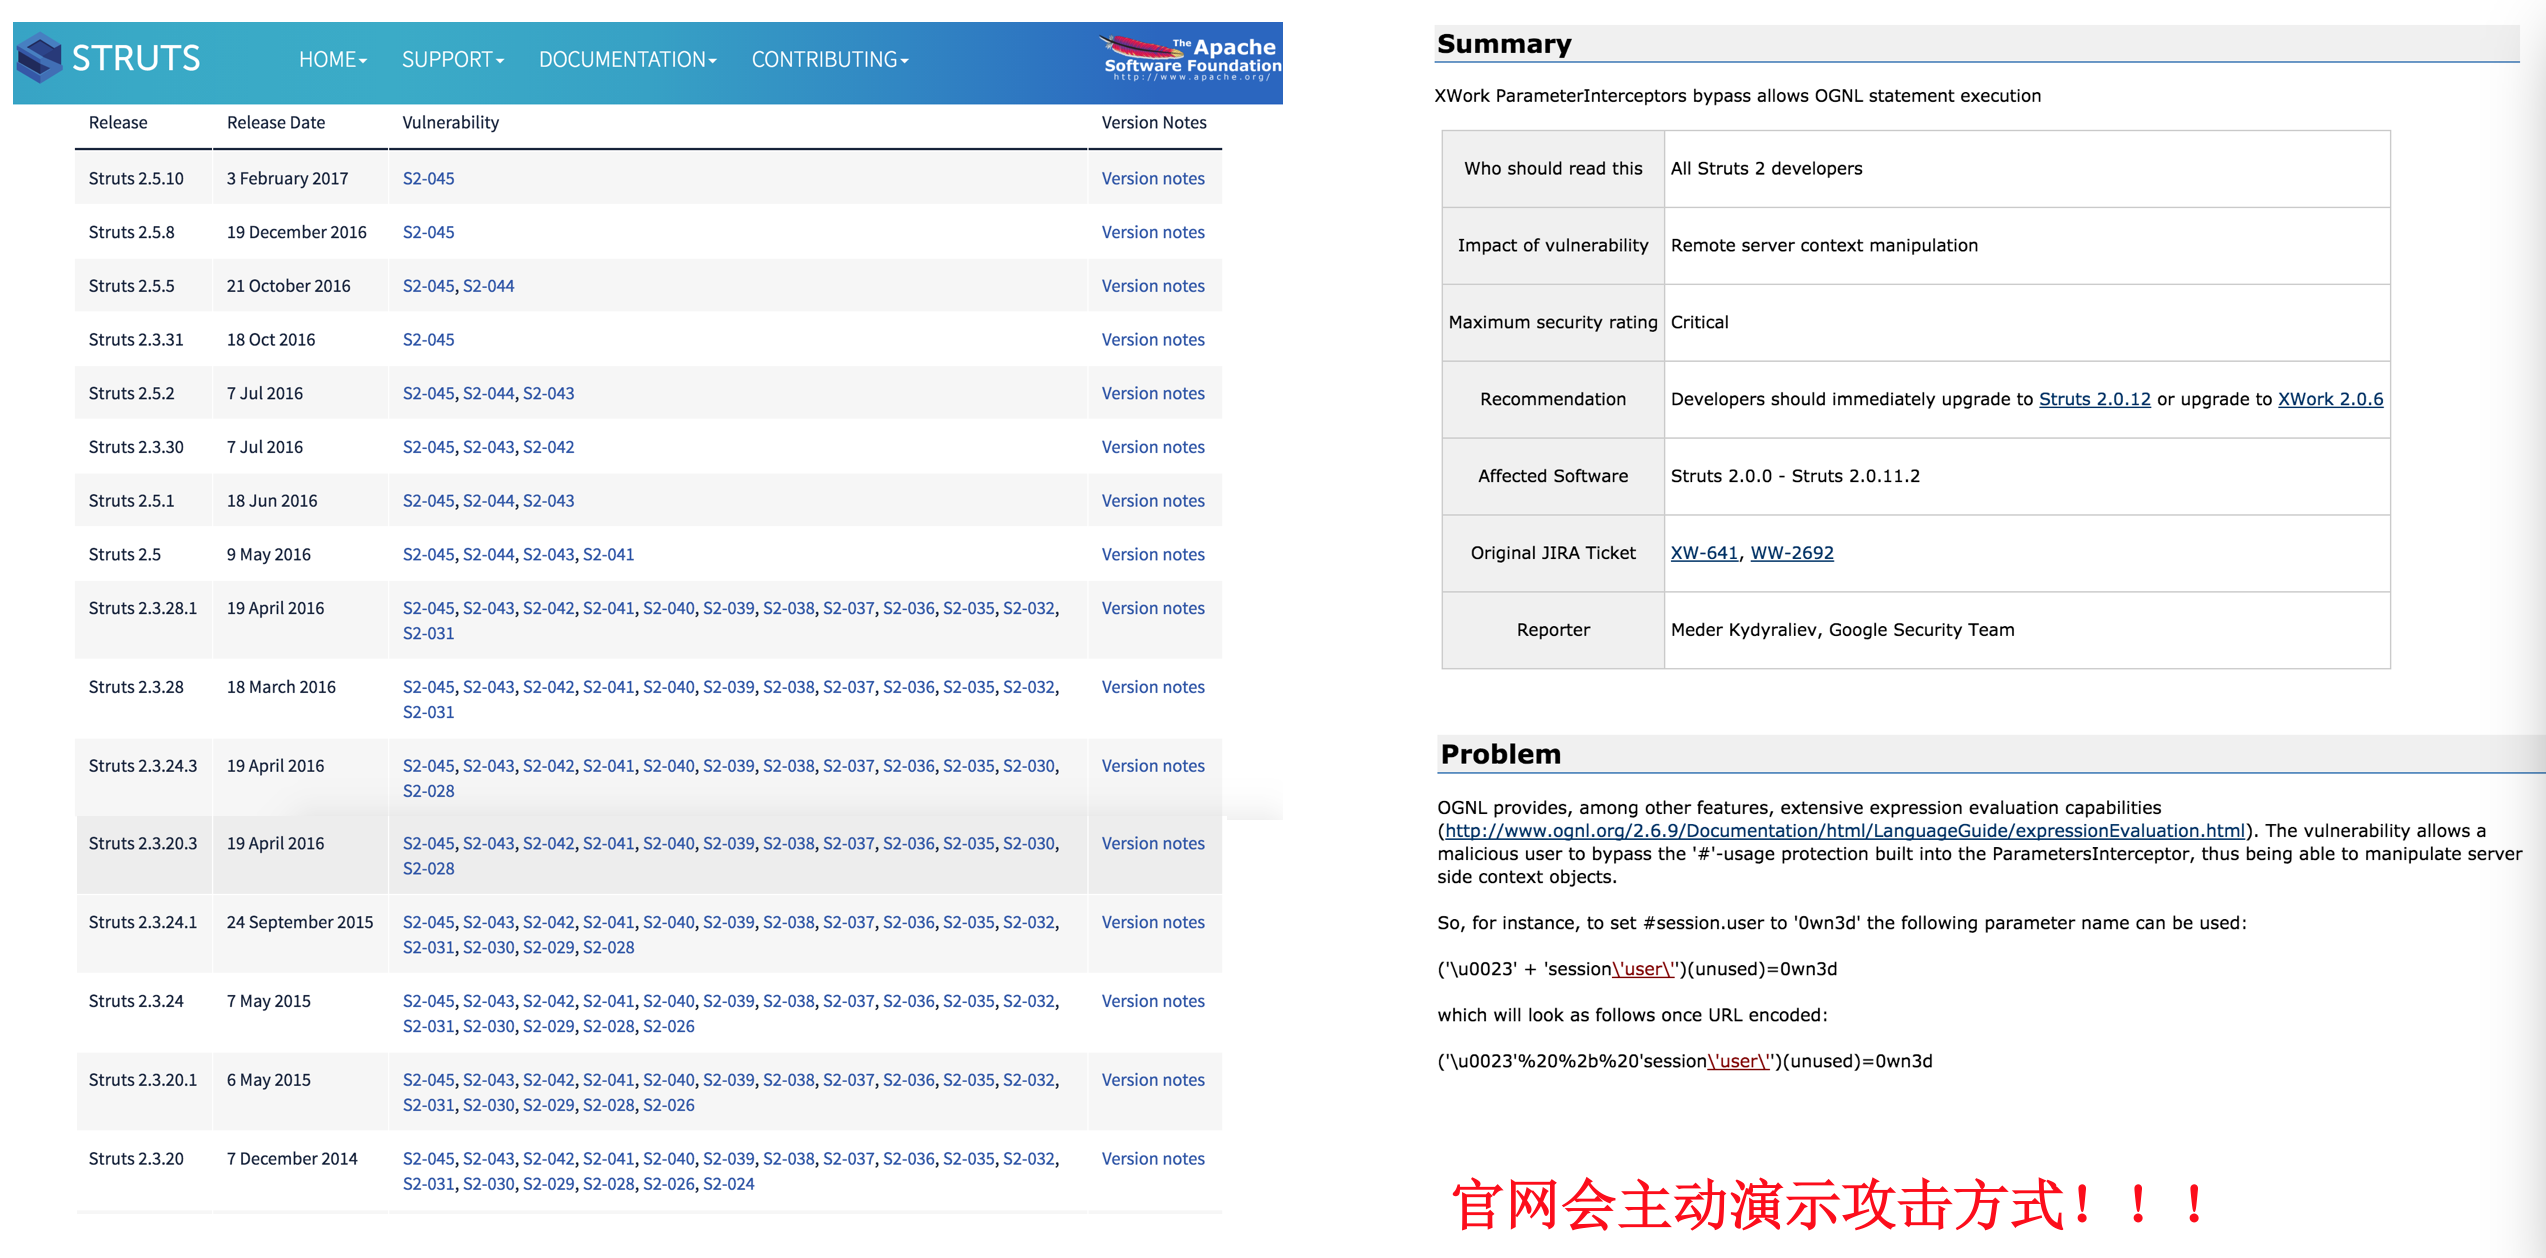 STRUTS
HOME
SUPPORT
DOCUMENTATION
CONTRIBUTING
The Apache
Software Foundation
http://www.apache.org/
Release Release Date Vulnerability Version Notes
Struts 2.5.10 3 February 2017 S2-045 Version notes
Struts 2.5.8 19 December 2016 S2-045 Version notes
Struts 2.5.5 21 October 2016 S2-045, S2-044 Version notes
Struts 2.3.31 18 Oct 2016 S2-045 Version notes
Struts 2.5.2 7 Jul 2016 S2-045, S2-044, S2-043 Version notes
Struts 2.3.30 7 Jul 2016 S2-045, S2-043, S2-042 Version notes
Struts 2.5.1 18 Jun 2016 S2-045, S2-044, S2-043 Version notes
Struts 2.5 9 May 2016 S2-045, S2-044, S2-043, S2-041 Version notes
Struts 2.3.28.1 19 April 2016 S2-045, S2-043, S2-042, S2-041, S2-040, S2-039, S2-038, S2-037, S2-036, S2-035, S2-032, Version notes
S2-031
Struts 2.3.28 18 March 2016 S2-045, S2-043, S2-042, S2-041, S2-040, S2-039, S2-038, S2-037, S2-036, S2-035, S2-032, Version notes
S2-031
Struts 2.3.24.3 19 April 2016 S2-045, S2-043, S2-042, S2-041, S2-040, S2-039, S2-038, S2-037, S2-036, S2-035, S2-030, Version notes
S2-028
Struts 2.3.20.3 19 April 2016 S2-045, S2-043, S2-042, S2-041, S2-040, S2-039, S2-038, S2-037, S2-036, S2-035, S2-030, Version notes
S2-028
Struts 2.3.24.1 24 September 2015 S2-045, S2-043, S2-042, S2-041, S2-040, S2-039, S2-038, S2-037, S2-036, S2-035, S2-032, Version notes
S2-031, S2-030, S2-029, S2-028
Struts 2.3.24 7 May 2015 S2-045, S2-043, S2-042, S2-041, S2-040, S2-039, S2-038, S2-037, S2-036, S2-035, S2-032, Version notes
S2-031, S2-030, S2-029, S2-028, S2-026
Struts 2.3.20.1 6 May 2015 S2-045, S2-043, S2-042, S2-041, S2-040, S2-039, S2-038, S2-037, S2-036, S2-035, S2-032, Version notes
S2-031, S2-030, S2-029, S2-028, S2-026
Struts 2.3.20 7 December 2014 S2-045, S2-043, S2-042, S2-041, S2-040, S2-039, S2-038, S2-037, S2-036, S2-035, S2-032, Version notes
S2-031, S2-030, S2-029, S2-028, S2-026, S2-024
Summary
XWork ParameterInterceptors bypass allows OGNL statement execution
Who should read this All Struts 2 developers
Impact of vulnerability Remote server context manipulation
Maximum security rating Critical
Recommendation Developers should immediately upgrade to Struts 2.0.12 or upgrade to XWork 2.0.6
Affected Software Struts 2.0.0 - Struts 2.0.11.2
Original JIRA Ticket XW-641, WW-2692
Reporter Meder Kydyraliev, Google Security Team
Problem
OGNL provides, among other features, extensive expression evaluation capabilities
(http://www.ognl.org/2.6.9/Documentation/html/LanguageGuide/expressionEvaluation.html). The vulnerability allows a
malicious user to bypass the '#'-usage protection built into the ParametersInterceptor, thus being able to manipulate server
side context objects.
So, for instance, to set #session.user to '0wn3d' the following parameter name can be used:
('\u0023' + 'session\'user\'')(unused)=0wn3d
which will look as follows once URL encoded:
('\u0023'%20%2b%20'session\'user\'')(unused)=0wn3d
官网会主动演示攻击方式！！！